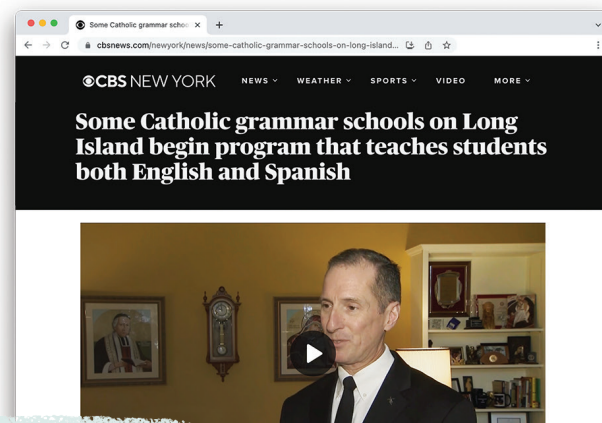 Some Catholic grammar scho
cbsnews.com/newyork/news/some-catholic-grammar-schools-on-long-island...
CBS NEW YORK NEWS WEATHER SPORTS VIDEO MORE
Some Catholic grammar schools on Long
Island begin program that teaches students
both English and Spanish